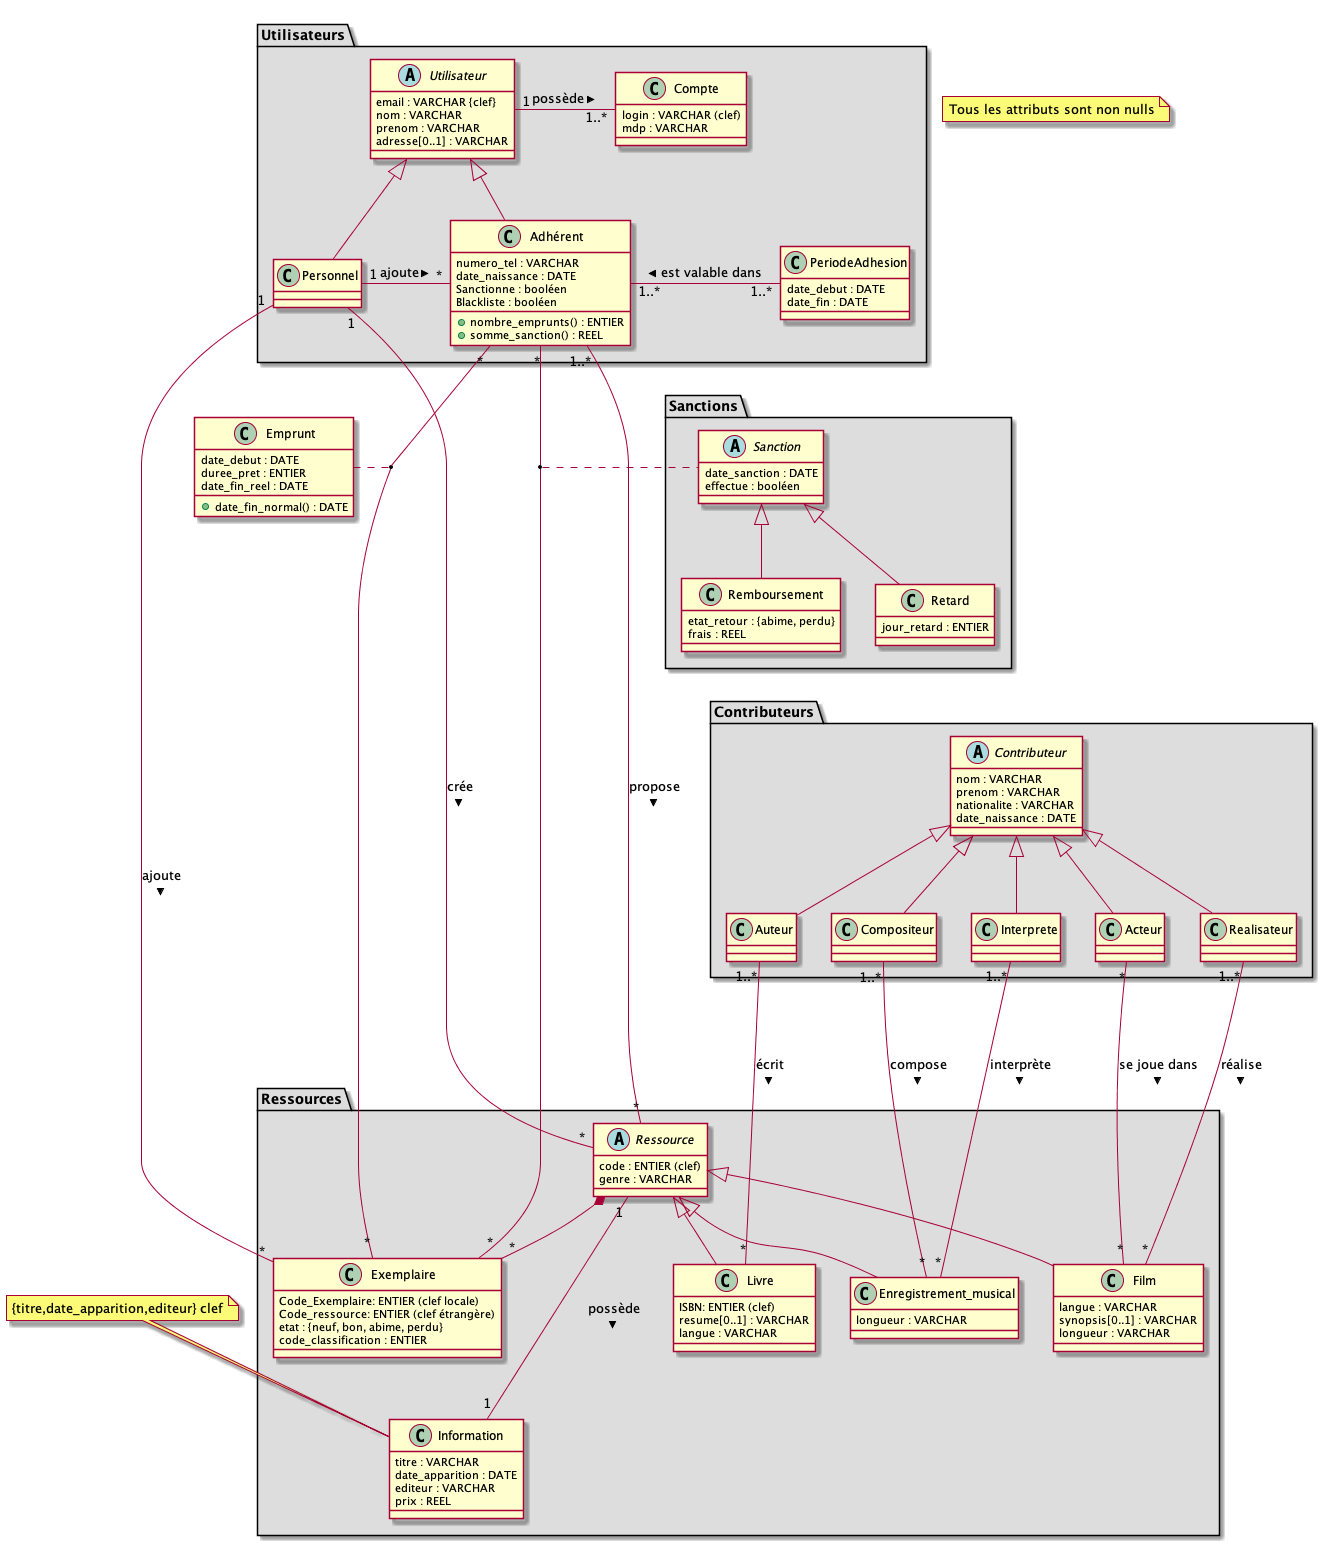 Utilisateurs
A Utilisateur
email : VARCHAR {clef}
nom : VARCHAR
prenom : VARCHAR
adresse[0..1] : VARCHAR
1 possède ►
1..*
C Compte
login : VARCHAR (clef)
mdp : VARCHAR
Tous les attributs sont non nulls
C Personnel
1 ajoute ► *
C Adhérent
numero_tel : VARCHAR
date_naissance : DATE
Sanctionne : booléen
Blackliste : booléen
nombre_emprunts() : ENTIER
somme_sanction() : REEL
◄ est valable dans
1..* 1..*
C PeriodeAdhesion
date_debut : DATE
date_fin : DATE
1
1
* * 1..*
C Emprunt
date_debut : DATE
duree_pret : ENTIER
date_fin_reel : DATE
date_fin_normal() : DATE
Sanctions
A Sanction
date_sanction : DATE
effectue : booléen
C Remboursement
etat_retour : {abime, perdu}
frais : REEL
C Retard
jour_retard : ENTIER
Contributeurs
A Contributeur
nom : VARCHAR
prenom : VARCHAR
nationalite : VARCHAR
date_naissance : DATE
crée
▼
propose
▼
ajoute
▼
C Auteur
C Compositeur
C Interprete
C Acteur
C Realisateur
1..* 1..* 1..* * 1..*
écrit
▼
compose
▼
interprète
▼
se joue dans
▼
réalise
▼
Ressources
*
*
A Ressource
code : ENTIER (clef)
genre : VARCHAR
1
* * * * * * * * *
C Exemplaire
Code_Exemplaire: ENTIER (clef locale)
Code_ressource: ENTIER (clef étrangère)
etat : {neuf, bon, abime, perdu}
code_classification : ENTIER
possède
▼
C Livre
ISBN: ENTIER (clef)
resume[0..1] : VARCHAR
langue : VARCHAR
C Enregistrement_musical
longueur : VARCHAR
C Film
langue : VARCHAR
synopsis[0..1] : VARCHAR
longueur : VARCHAR
{titre,date_apparition,editeur} clef
1
C Information
titre : VARCHAR
date_apparition : DATE
editeur : VARCHAR
prix : REEL